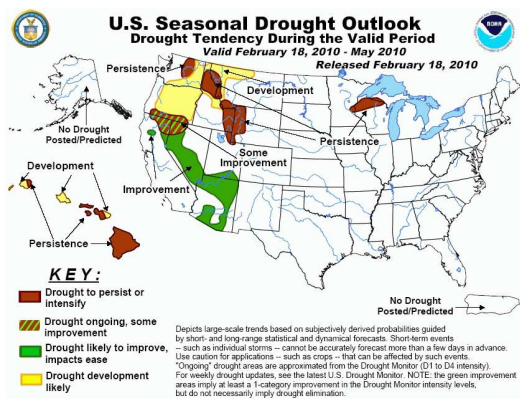 U.S. Seasonal Drought Outlook
Drought Tendency During the Valid Period
Valid February 18, 2010 - May 2010
Released February 18, 2010
NOAA
Persistence
Development
No Drought
Posted/Predicted
Persistence
Some
Improvement
Development
Improvement
Persistence
KEY:
Drought to persist or
intensify
Drought ongoing, some
improvement
Drought likely to improve,
impacts ease
Drought development
likely
No Drought
Posted/Predicted
Depicts large-scale trends based on subjectively derived probabilities guided
by short- and long-range statistical and dynamical forecasts. Short-term events
-- such as individual storms -- cannot be accurately forecast more than a few days in advance.
Use caution for applications -- such as crops -- that can be affected by such events.
"Ongoing" drought areas are approximated from the Drought Monitor (D1 to D4 intensity).
For weekly drought updates, see the latest U.S. Drought Monitor. NOTE: the green improvement
areas imply at least a 1-category improvement in the Drought Monitor intensity levels,
but do not necessarily imply drought elimination.